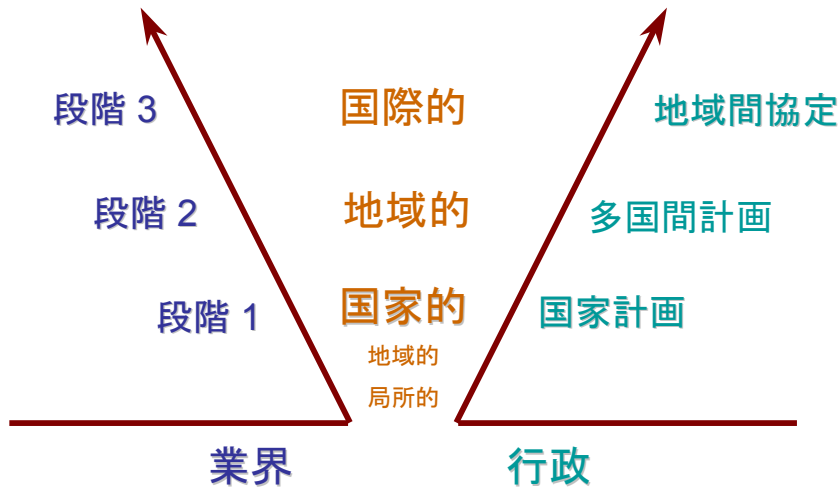 段階 3 国際的 地域間協定
段階 2 地域的 多国間計画
段階 1 国家的 国家計画
地域的
局所的
業界 行政